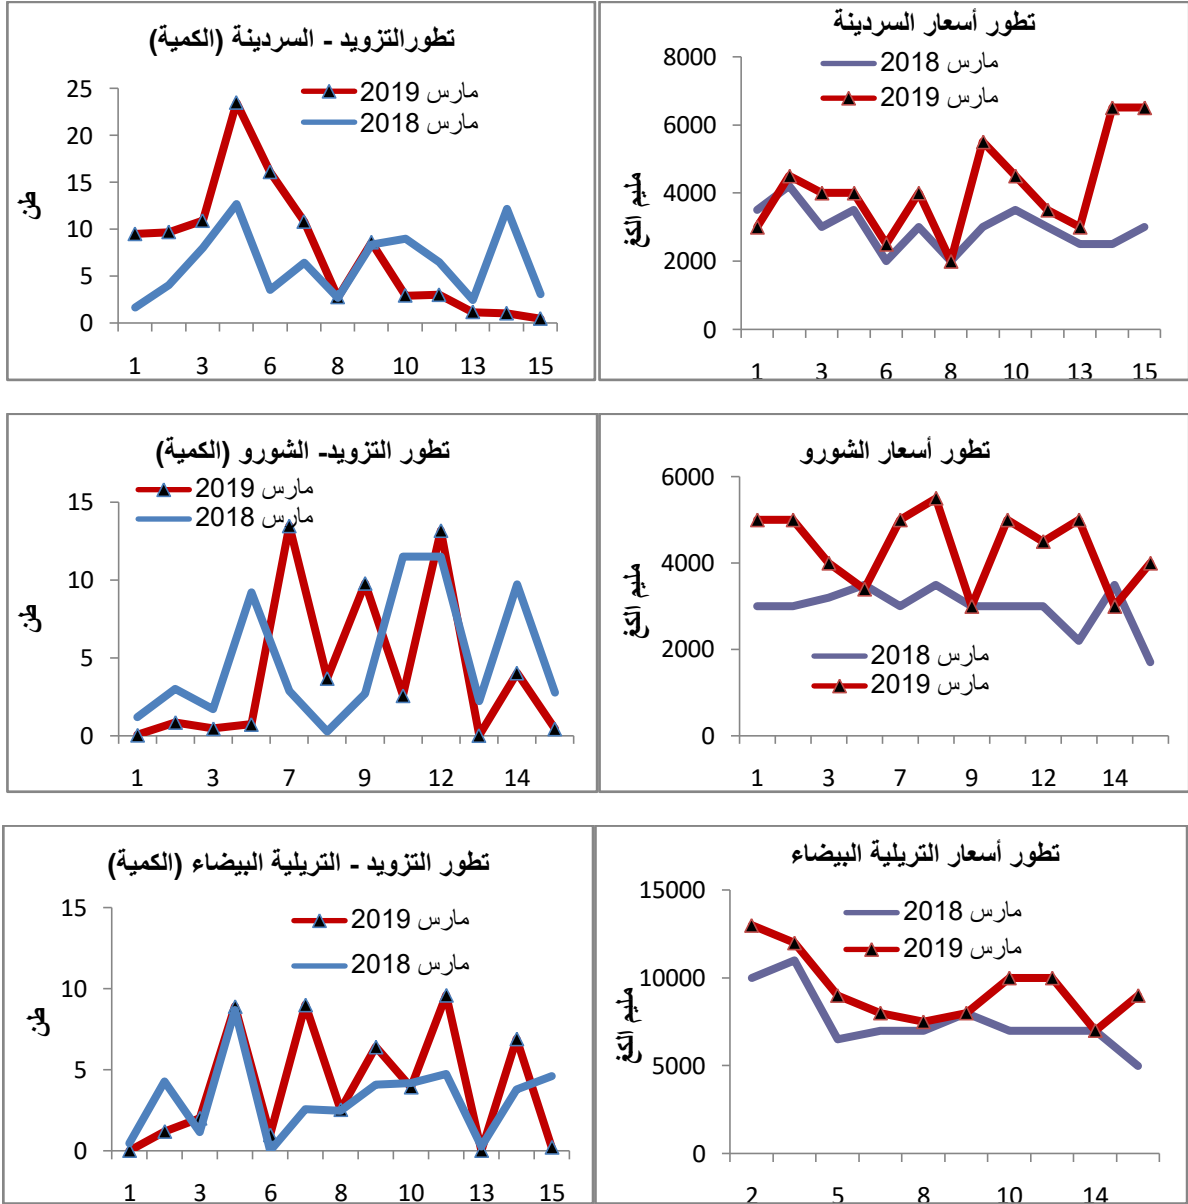 تطورالتزويد - السردينة (الكمية)
مارس 2019
مارس 2018
25
20
15
10
5
0
طن
1 3 6 8 10 13 15
تطور أسعار السردينة
مارس 2018
مارس 2019
8000
6000
4000
2000
0
مليم الكغ
1 3 6 8 10 13 15
تطور التزويد- الشورو (الكمية)
مارس 2019
مارس 2018
15
10
5
0
طن
1 3 7 9 12 14
تطور أسعار الشورو
6000
4000
2000
0
مليم الكغ
مارس 2018
مارس 2019
1 3 7 9 12 14
تطور التزويد - التريلية البيضاء (الكمية)
مارس 2019
مارس 2018
15
10
5
0
طن
1 3 6 8 10 13 15
تطور أسعار التريلية البيضاء
مارس 2018
مارس 2019
15000
10000
5000
0
مليم الكغ
2 5 8 10 14